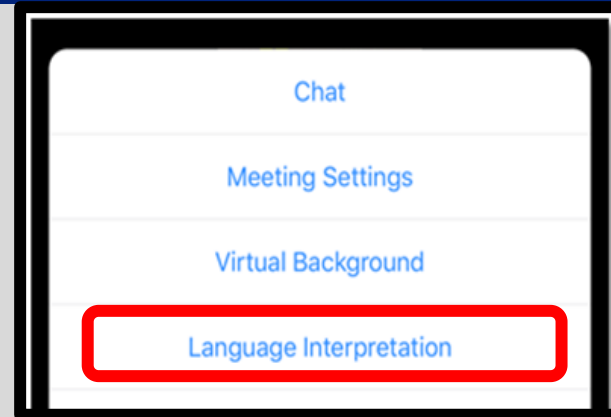 Chat
Meeting Settings
Virtual Background
Language Interpretation